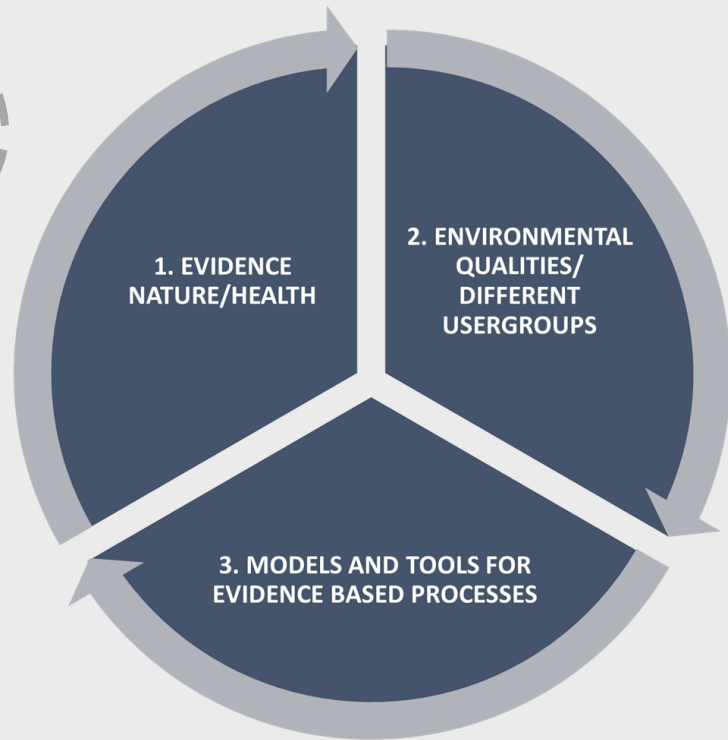 1. EVIDENCE
NATURE/HEALTH
2. ENVIRONMENTAL
QUALITIES/
DIFFERENT
USERGROUPS
3. MODELS AND TOOLS FOR
EVIDENCE BASED PROCESSES